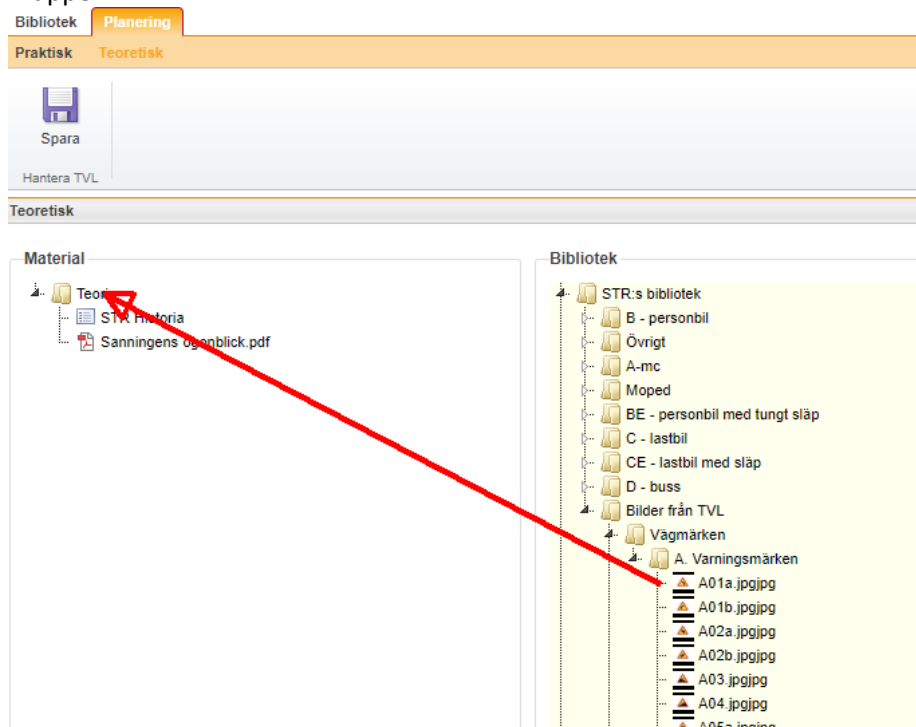 Bibliotek Planering
Praktisk Teoretisk
Spara
Hantera TVL
Teoretisk
Material
STR Historia
Sanningens ögonblick.pdf
Bibliotek
STR:s bibliotek
B - personbil
Övrigt
A-mc
Moped
BE - personbil med tungt släp
C - lastbil
CE - lastbil med släp
D - buss
Bilder från TVL
Vägmärken
A. Varningsmärken
A01a.jpgjpg
A01b.jpgjpg
A02a.jpgjpg
A02b.jpgjpg
A03.jpgjpg
A04.jpgjpg